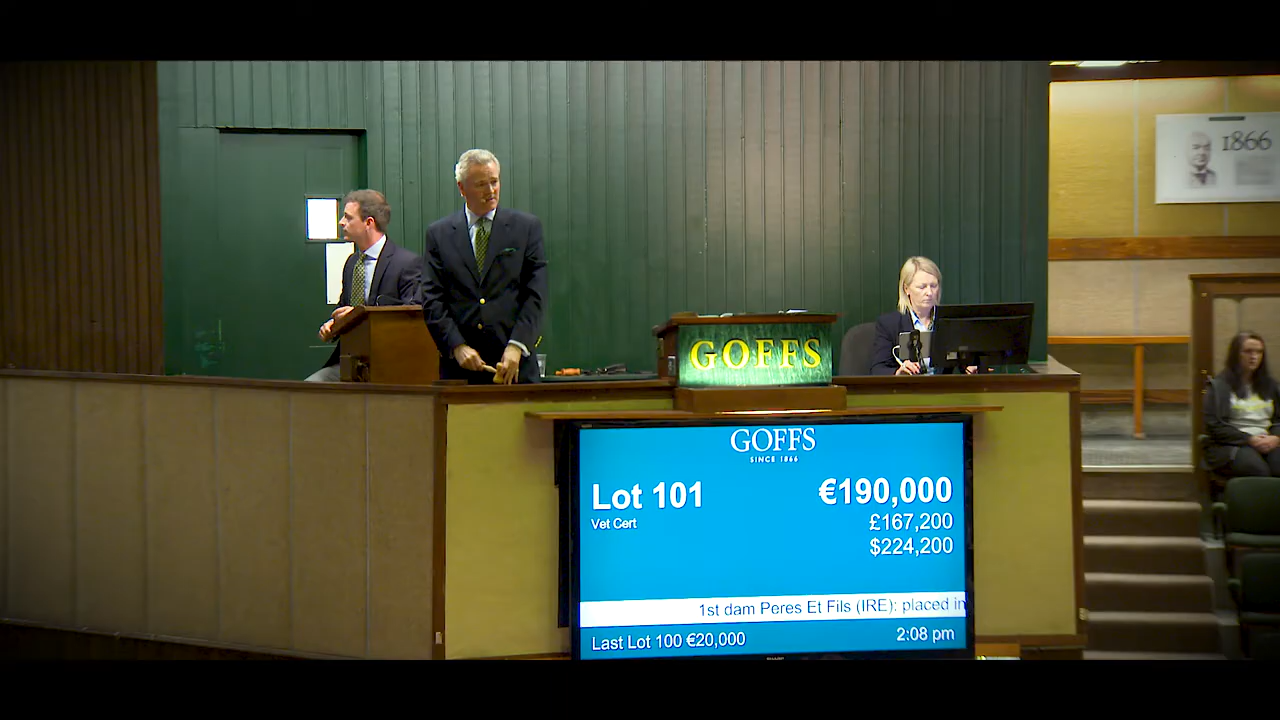 1866
GOFFS
GOFFS
SINCE 1866
Lot 101
€190,000
Vet Cert
£167,200
$224,200
1st dam Peres Et Fils (IRE): placed in
Last Lot 100 €20,000
2:08 pm